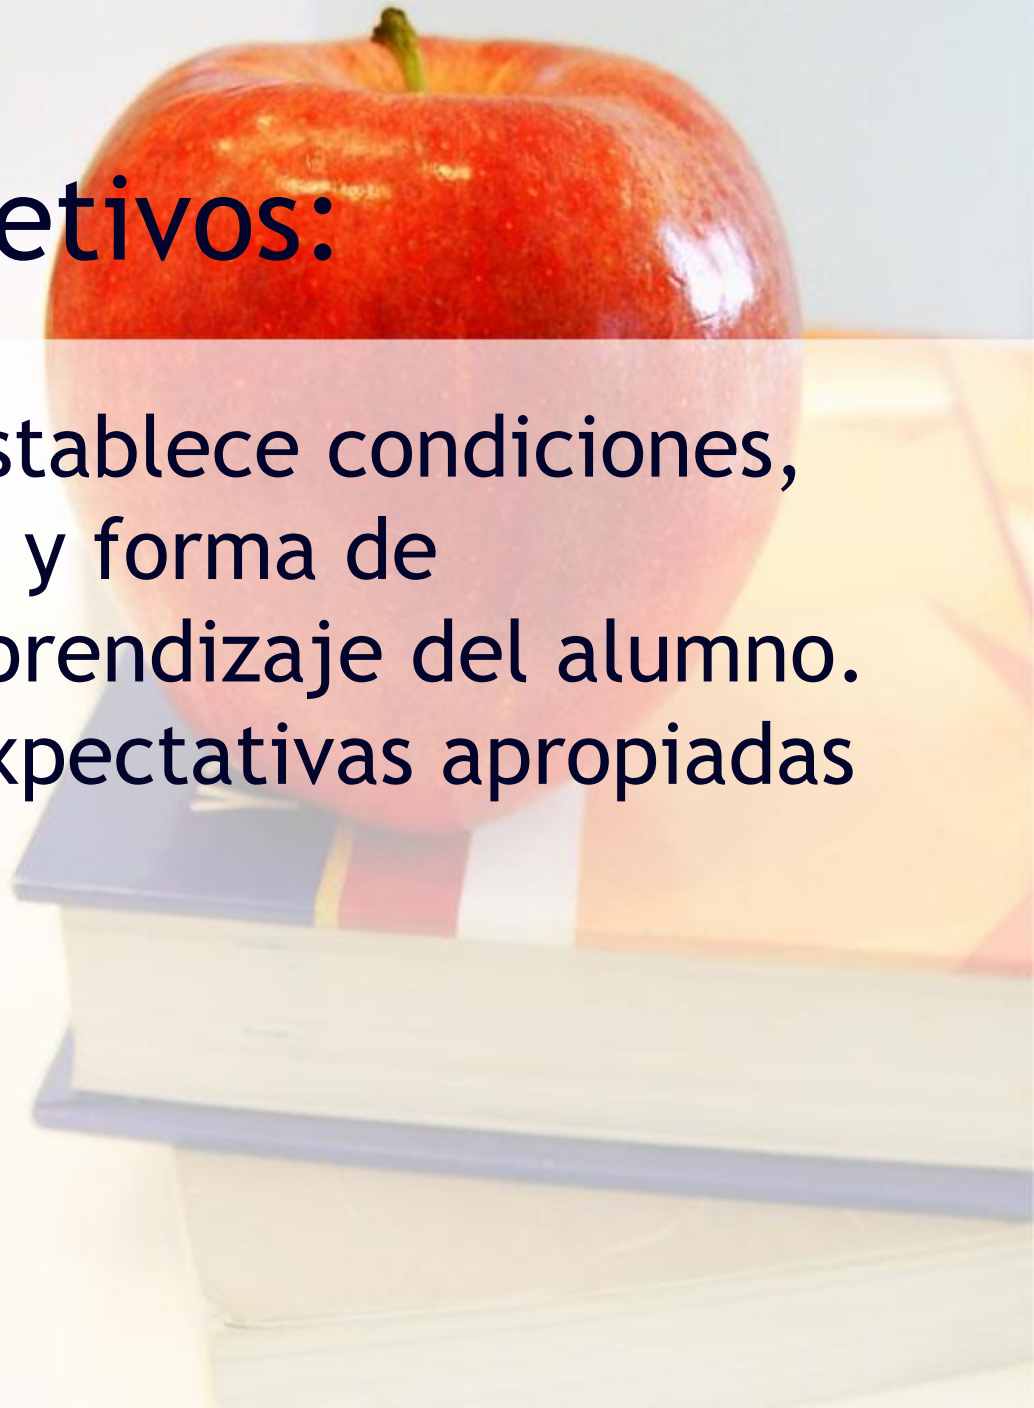 etivos:
stablece condiciones,
y forma de
prendizaje del alumno.
xpectativas apropiadas